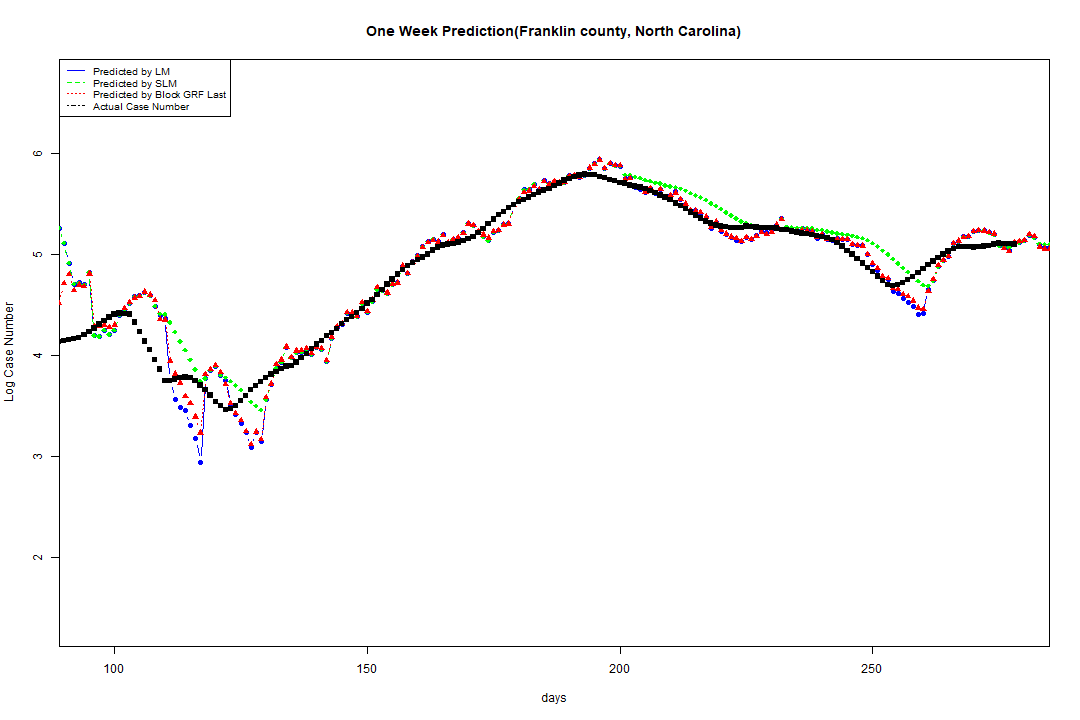 One Week Prediction(Franklin county, North Carolina)
Predicted by LM
Predicted by SLM
Predicted by Block GRF Last
Actual Case Number
6
5
4
3
2
Log Case Number
100 150 200 250
days